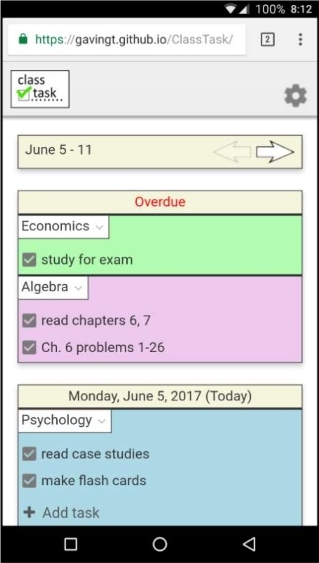 100% 8:12
https://gavingt.github.io/ClassTask/ 2
class
task
June 5 - 11
Overdue
Economics
study for exam
Algebra
read chapters 6, 7
Ch. 6 problems 1-26
Monday, June 5, 2017 (Today)
Psychology
read case studies
make flash cards
+ Add task